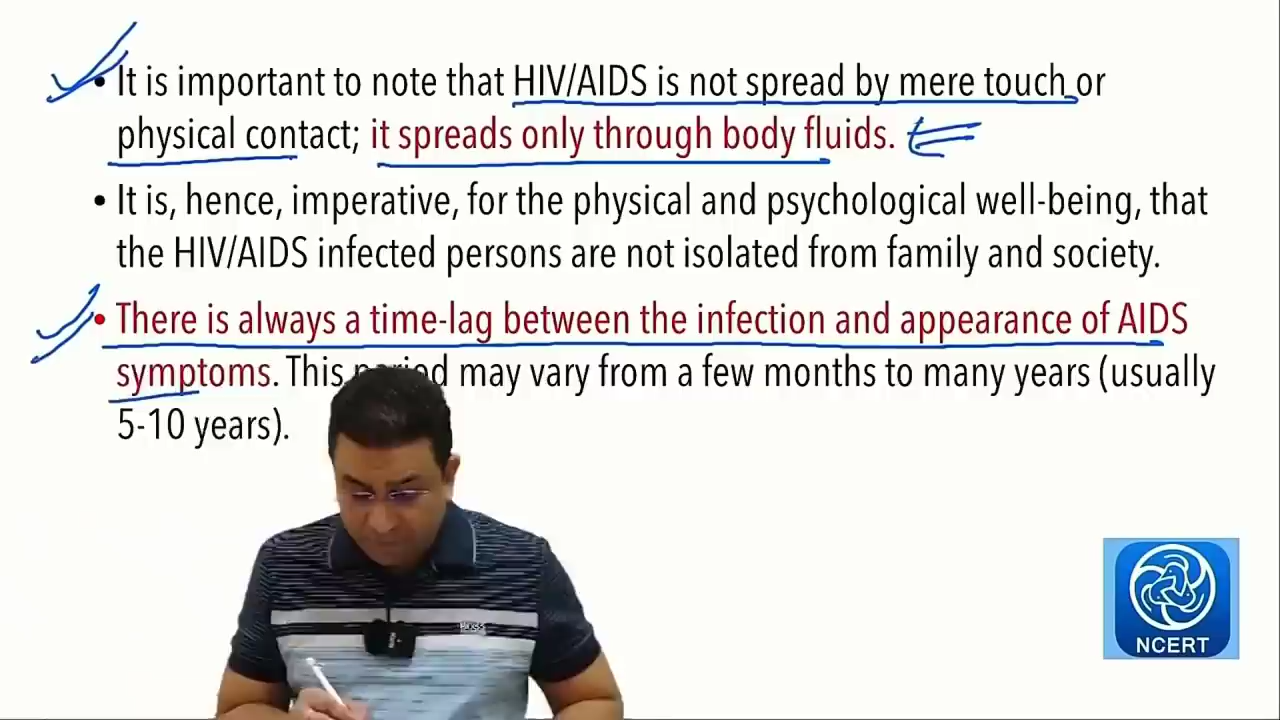 • It is important to note that HIV/AIDS is not spread by mere touch or
physical contact; it spreads only through body fluids.
• It is, hence, imperative, for the physical and psychological well-being, that
the HIV/AIDS infected persons are not isolated from family and society.
• There is always a time-lag between the infection and appearance of AIDS
symptoms. This period may vary from a few months to many years (usually
5-10 years).
NCERT